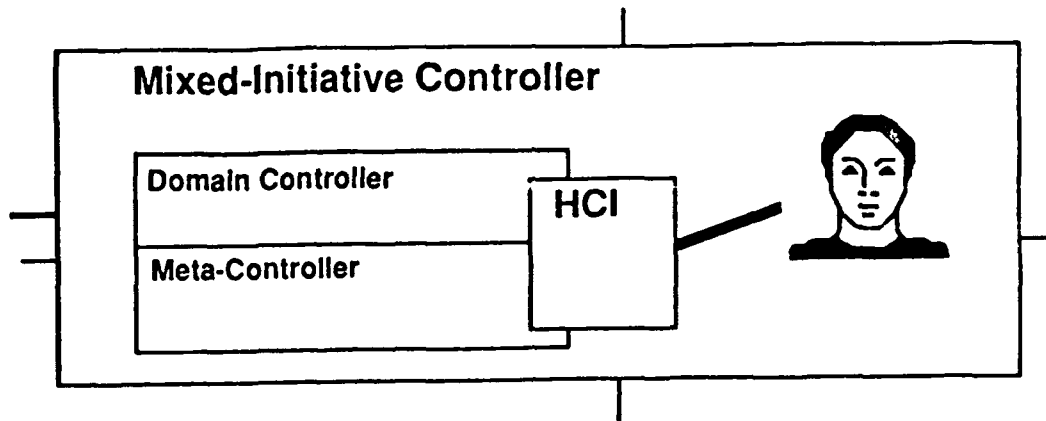 Mixed-Initiative Controller
Domain Controller
HCI
Meta-Controller